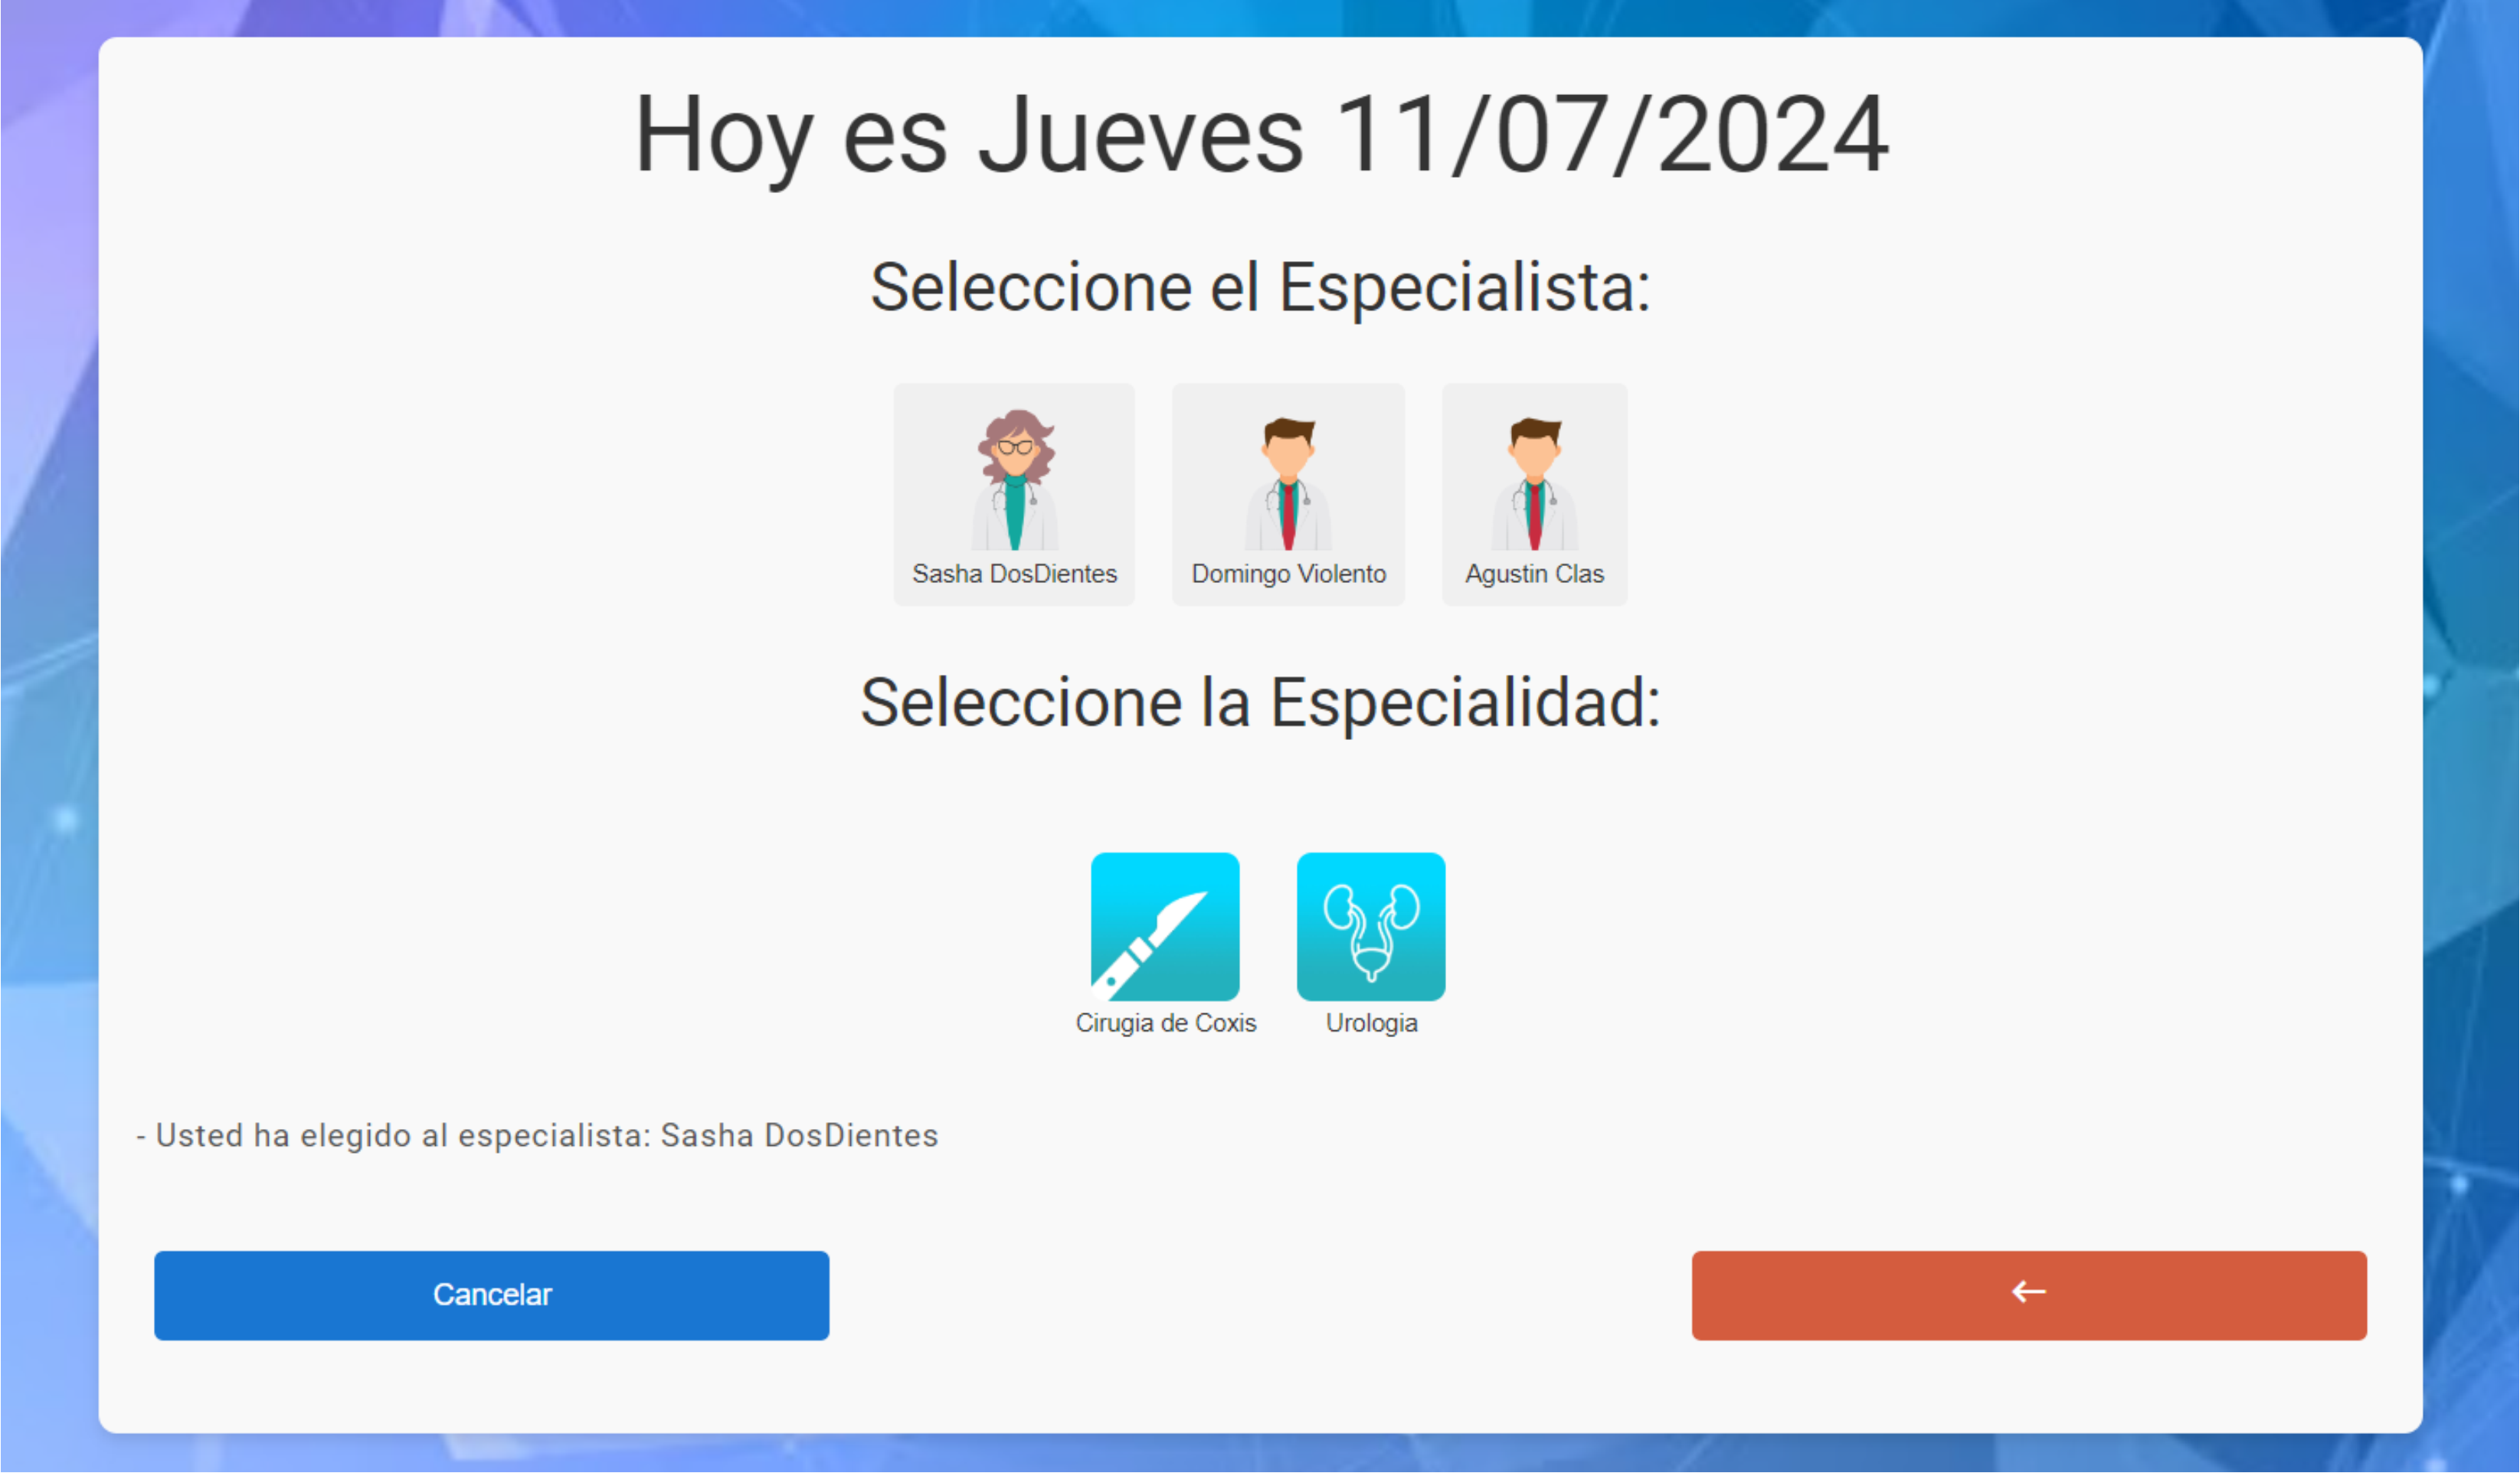 Hoy es Jueves 11/07/2024
Seleccione el Especialista:
Sasha DosDientes
Domingo Violento
Agustin Clas
Seleccione la Especialidad:
Cirugia de Coxis
Urologia
- Usted ha elegido al especialista: Sasha DosDientes
Cancelar
←